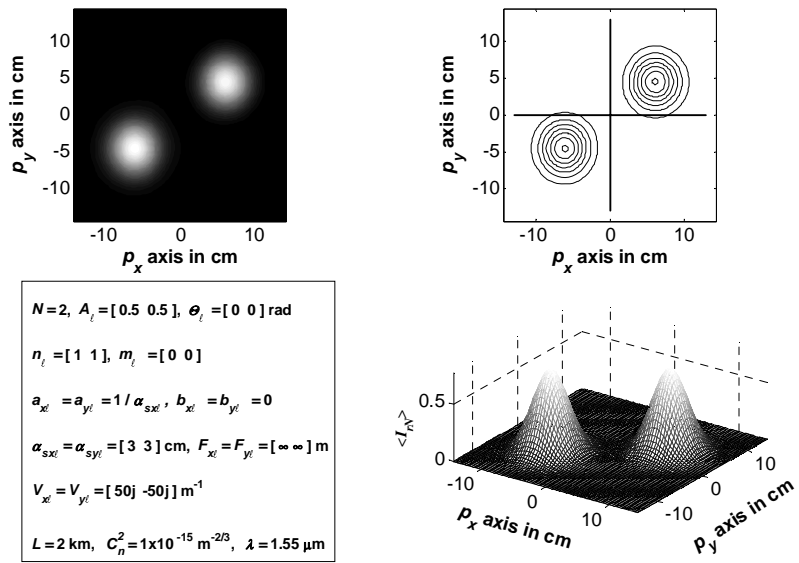 10
5
0
-5
-10
p_y axis in cm
-10 0 10
p_x axis in cm
10
5
0
-5
-10
p_y axis in cm
-10 0 10
p_x axis in cm
N=2, A_ℓ=[0.5 0.5], Θ_ℓ=[0 0] rad
n_ℓ=[1 1], m_ℓ=[0 0]
a_xℓ=a_yℓ=1/α_sxℓ, b_xℓ=b_yℓ=0
α_sxℓ=α_syℓ=[3 3] cm, F_xℓ=F_yℓ=[∞ ∞] m
V_xℓ=V_yℓ=[50j -50j] m^-1
L=2 km, C_n^2=1x10^-15 m^-2/3, λ=1.55 μm
0.5
0
<I_rN>
-10
0
10
p_x axis in cm
-10
0
10
p_y axis in cm